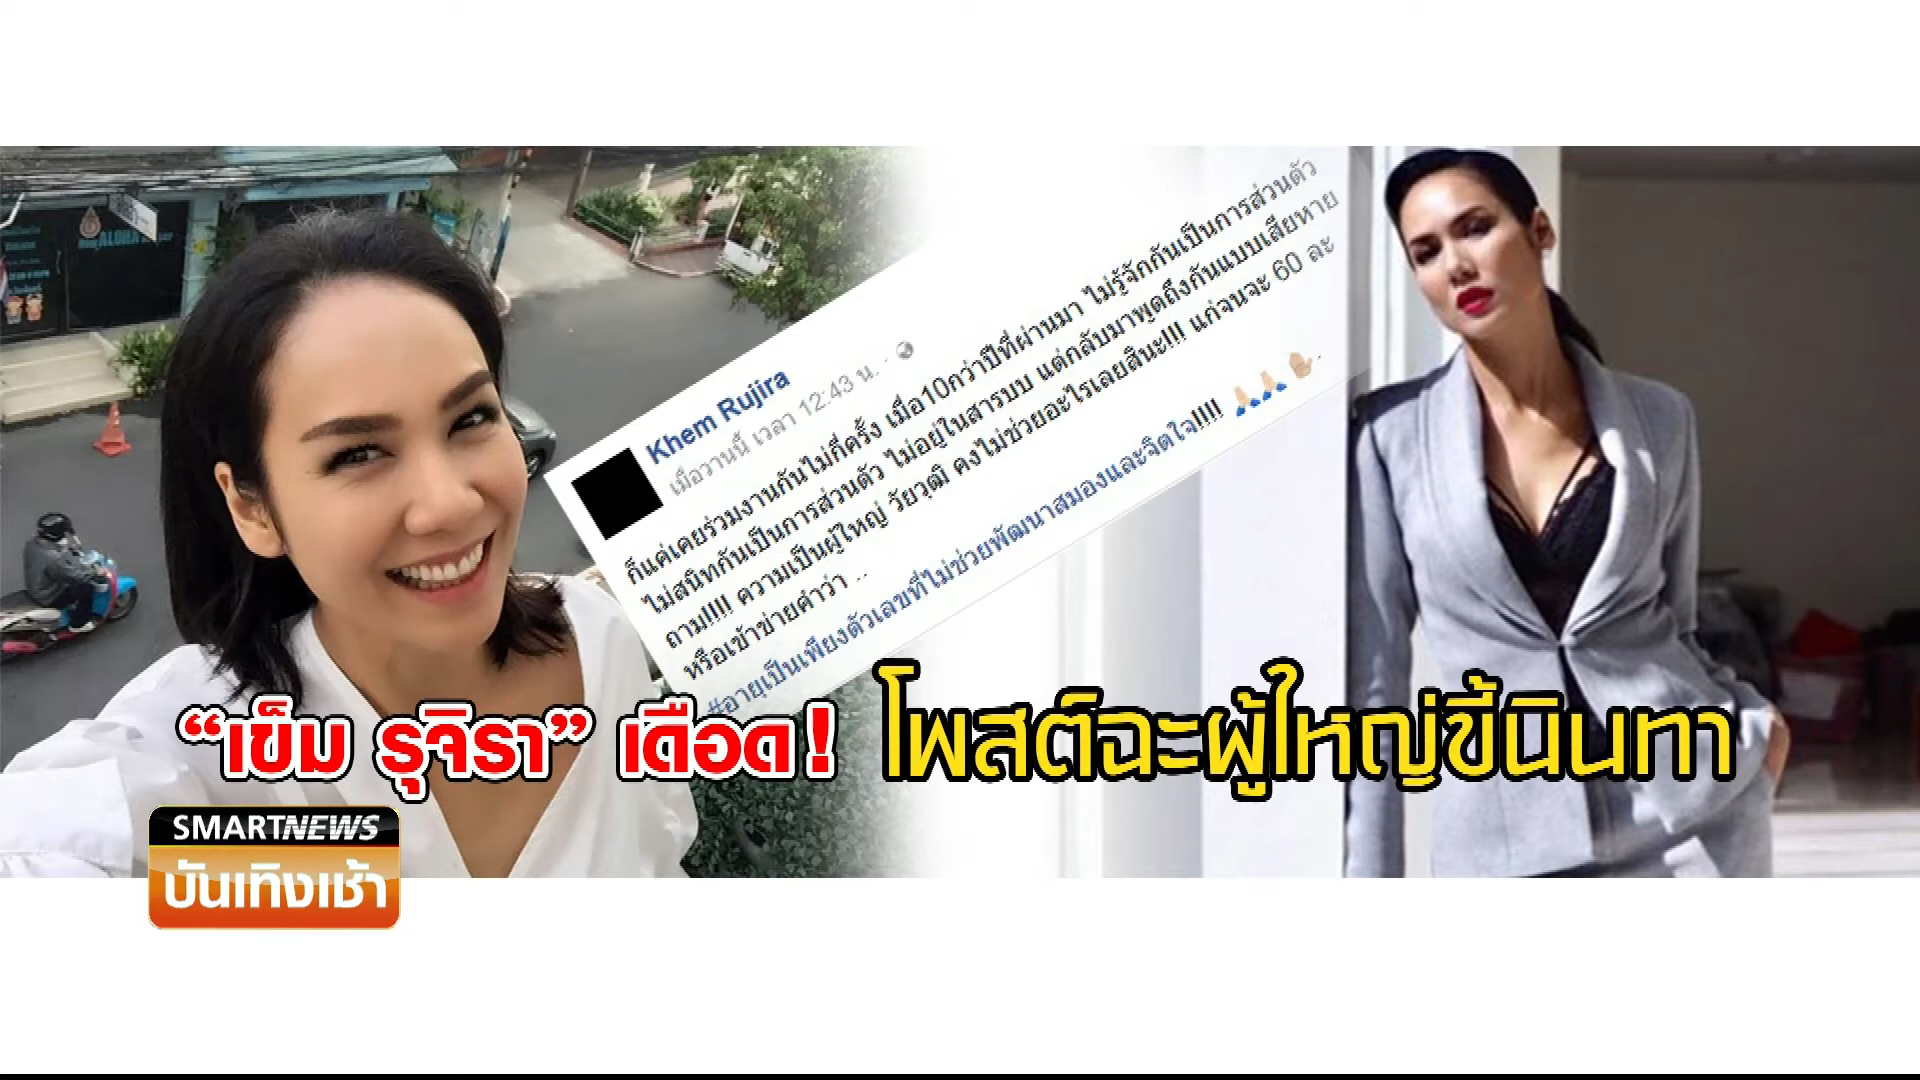 Khem Rujira
เมื่อวานนี้ เวลา 12:43 น. ·
ก็แค่เคยร่วมงานกันไม่กี่ครั้ง เมื่อ10กว่าปีที่ผ่านมา ไม่รู้จักกันเป็นการส่วนตัว
ไม่สนิทกันเป็นการส่วนตัว ไม่อยู่ในสารบบ แต่กลับมาพูดถึงกันแบบเสียหาย
ถาม!!!! ความเป็นผู้ใหญ่ วัยวุฒิ คงไม่ช่วยอะไรเลยสินะ!!! แก่จนจะ 60 ละ
หรือเข้าข่ายคำว่า ..
#อายุเป็นเพียงตัวเลขที่ไม่ช่วยพัฒนาสมองและจิตใจ!!!! 🙏🏻🙏🏻✋🏻.
“เข็ม รุจิรา” เดือด! โพสต์ฉะผู้ใหญ่ขี้นินทา
SMARTNEWS
บันเทิงเช้า